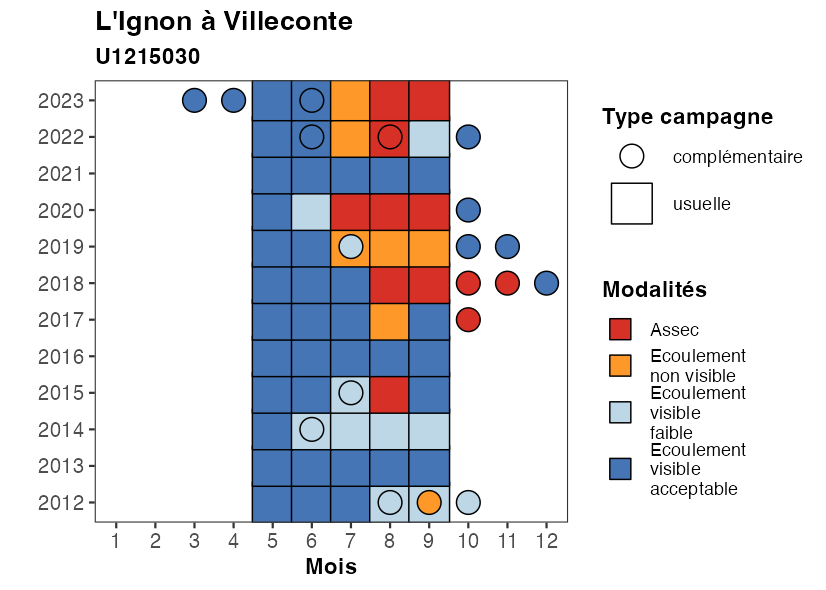 L'Ignon à Villeconte
U1215030
2023
2022
2021
2020
2019
2018
2017
2016
2015
2014
2013
2012
1 2 3 4 5 6 7 8 9 10 11 12
Mois
Type campagne
complémentaire
usuelle
Modalités
Assec
Ecoulement
non visible
Ecoulement
visible
faible
Ecoulement
visible
acceptable